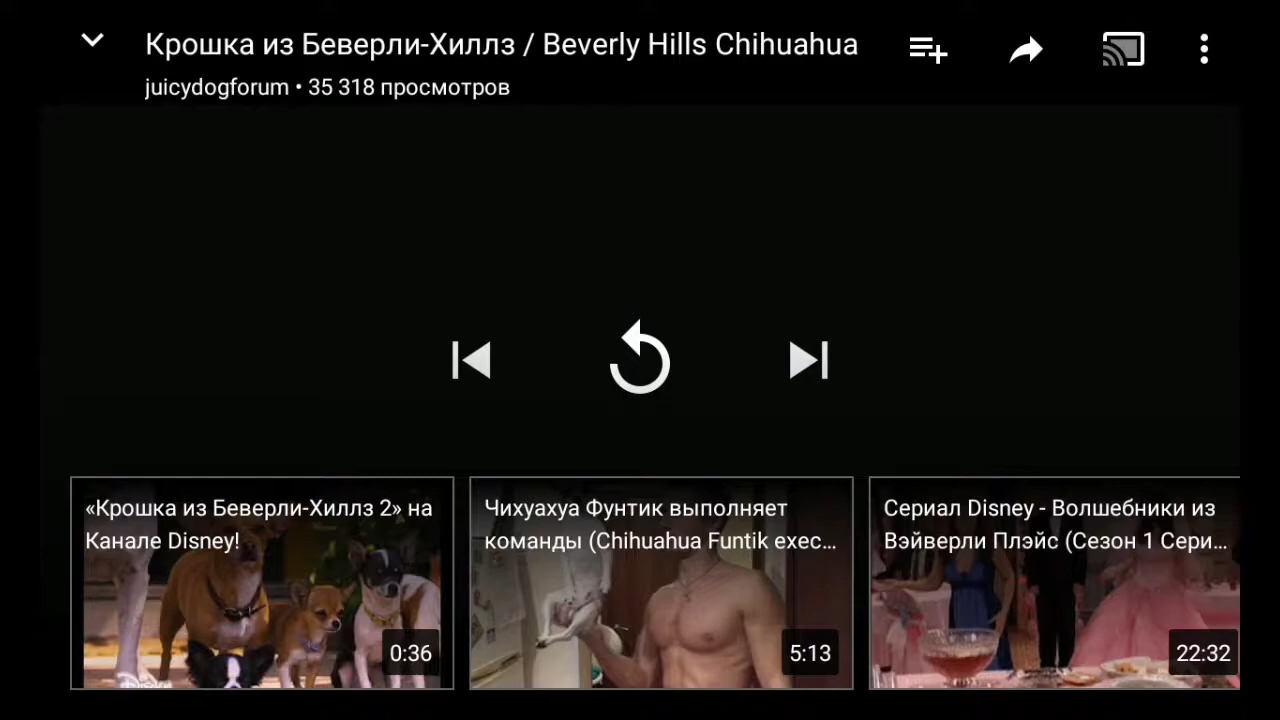 Крошка из Беверли-Хиллз / Beverly Hills Chihuahua
juicydogforum • 35 318 просмотров
«Крошка из Беверли-Хиллз 2» на
Канале Disney!
0:36
Чихуахуа Фунтик выполняет
команды (Chihuahua Funtik exec...
5:13
Сериал Disney - Волшебники из
Вэйверли Плэйс (Сезон 1 Сери...
22:32